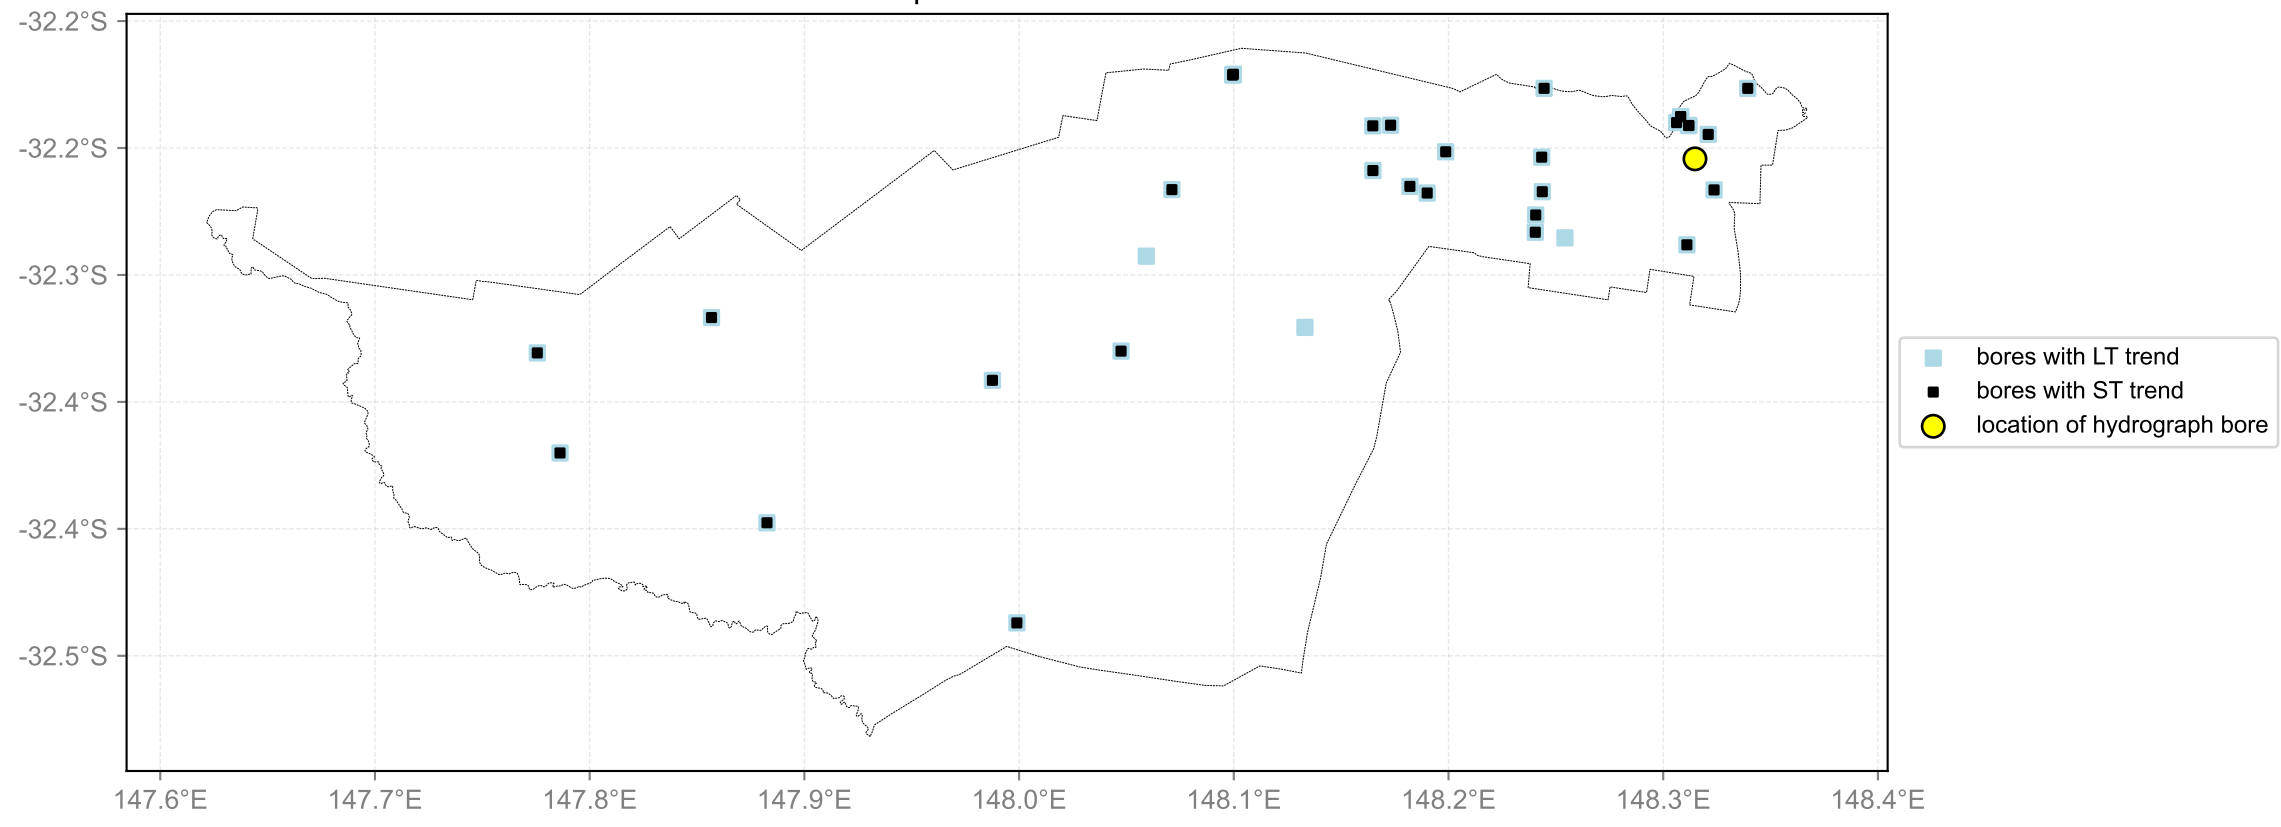 -32.2°S
-32.2°S
-32.3°S
-32.4°S
-32.4°S
-32.5°S
147.6°E 147.7°E 147.8°E 147.9°E 148.0°E 148.1°E 148.2°E 148.3°E 148.4°E
bores with LT trend
bores with ST trend
location of hydrograph bore